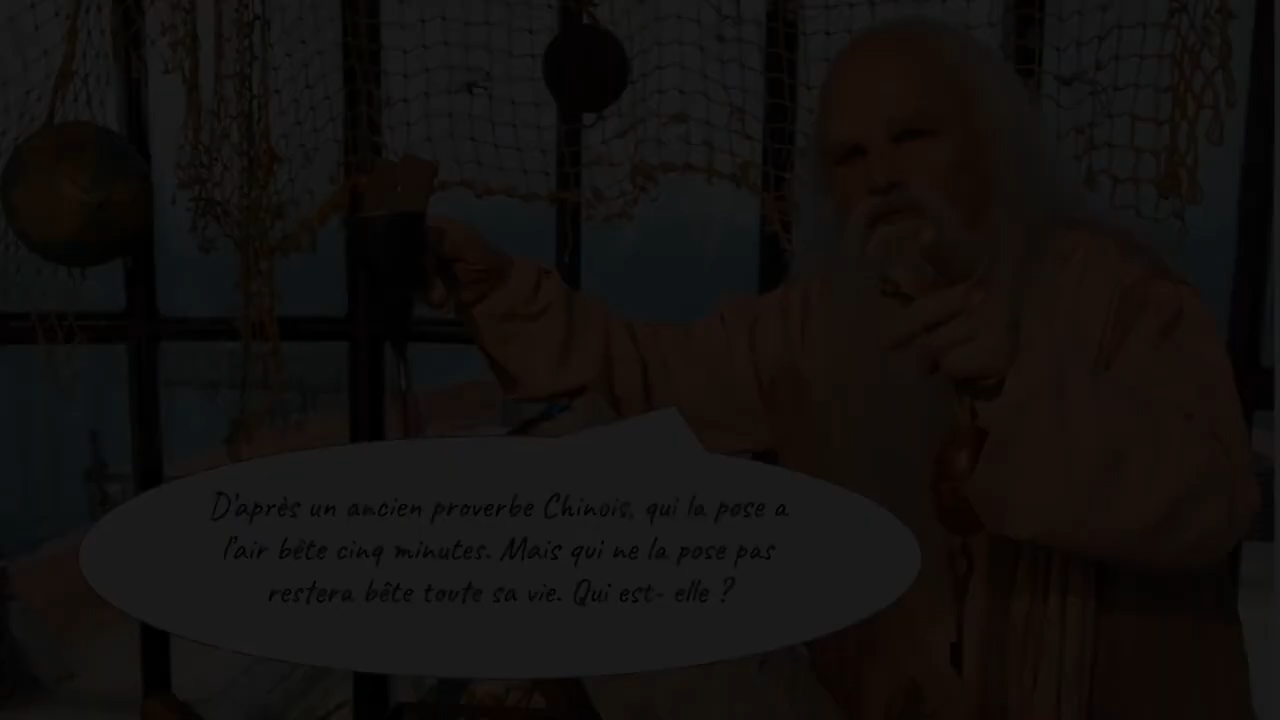 D'après un ancien proverbe Chinois, qui la pose a
l'air bête cinq minutes. Mais qui ne la pose pas
restera bête toute sa vie. Qui est- elle ?